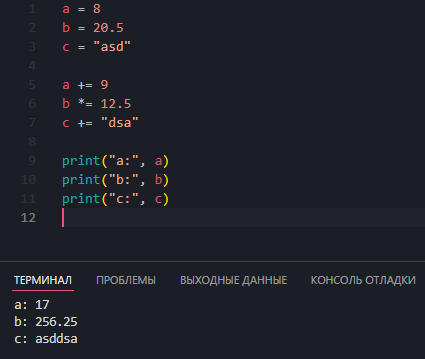 1 a = 8
2 b = 20.5
3 c = "asd"
4
5 a += 9
6 b *= 12.5
7 c += "dsa"
8
9 print("a:", a)
10 print("b:", b)
11 print("c:", c)
12
ТЕРМИНАЛ ПРОБЛЕМЫ ВЫХОДНЫЕ ДАННЫЕ КОНСОЛЬ ОТЛАДКИ
a: 17
b: 256.25
c: asddsa